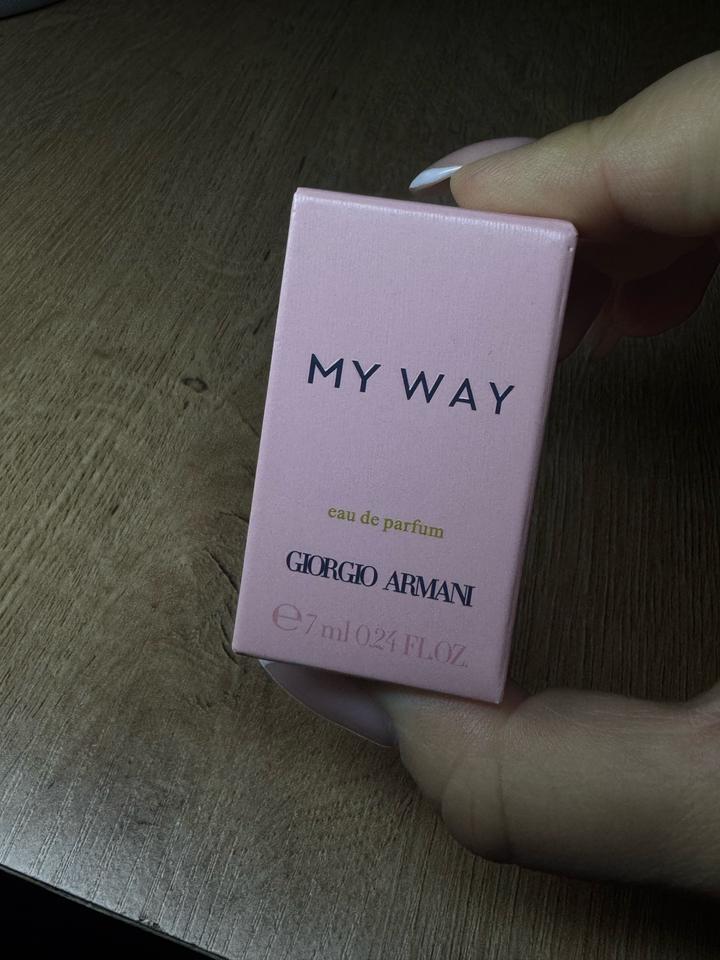 MY WAY
eau de parfum
GIORGIO ARMANI
℮ 7 ml 0.24 FL.OZ.